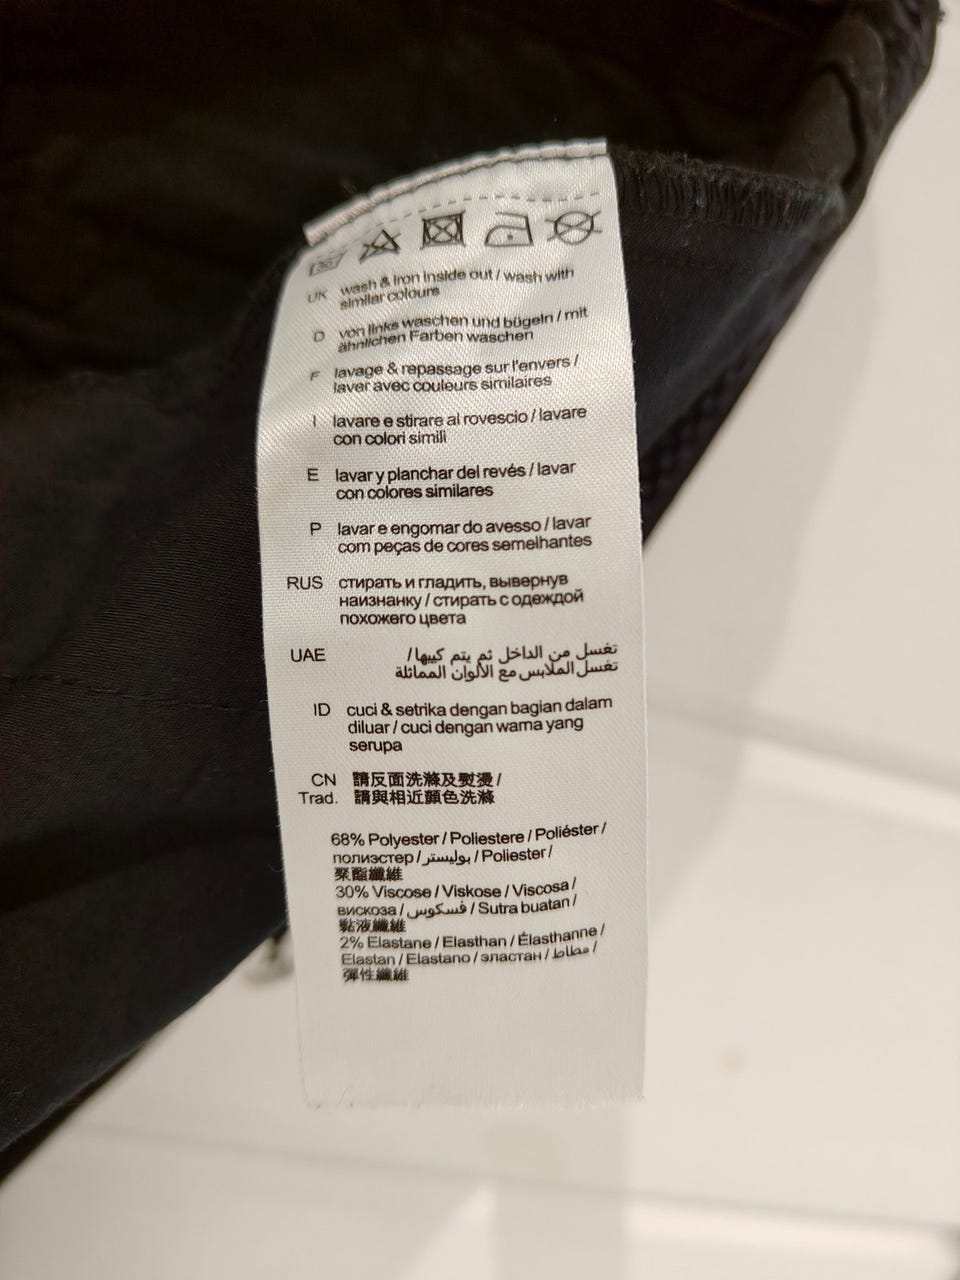 30
UK wash & iron inside out / wash with
similar colours
D von links waschen und bügeln / mit
ähnlichen Farben waschen
F lavage & repassage sur l'envers /
laver avec couleurs similaires
I lavare e stirare al rovescio / lavare
con colori simili
E lavar y planchar del revés / lavar
con colores similares
P lavar e engomar do avesso / lavar
com peças de cores semelhantes
RUS стирать и гладить, вывернув
наизнанку / стирать с одеждой
похожего цвета
UAE تغسل من الداخل ثم يتم كيها /
تغسل الملابس مع الألوان المماثلة
ID cuci & setrika dengan bagian dalam
diluar / cuci dengan warna yang
serupa
CN 請反面洗滌及熨燙 /
Trad. 請與相近顏色洗滌
68% Polyester / Poliestere / Poliéster /
полиэстер / بوليستر / Poliester /
聚酯纖維
30% Viscose / Viskose / Viscosa /
вискоза / فسكوس / Sutra buatan /
黏液纖維
2% Elastane / Elasthan / Élasthanne /
Elastan / Elastano / эластан / مطاط /
彈性纖維